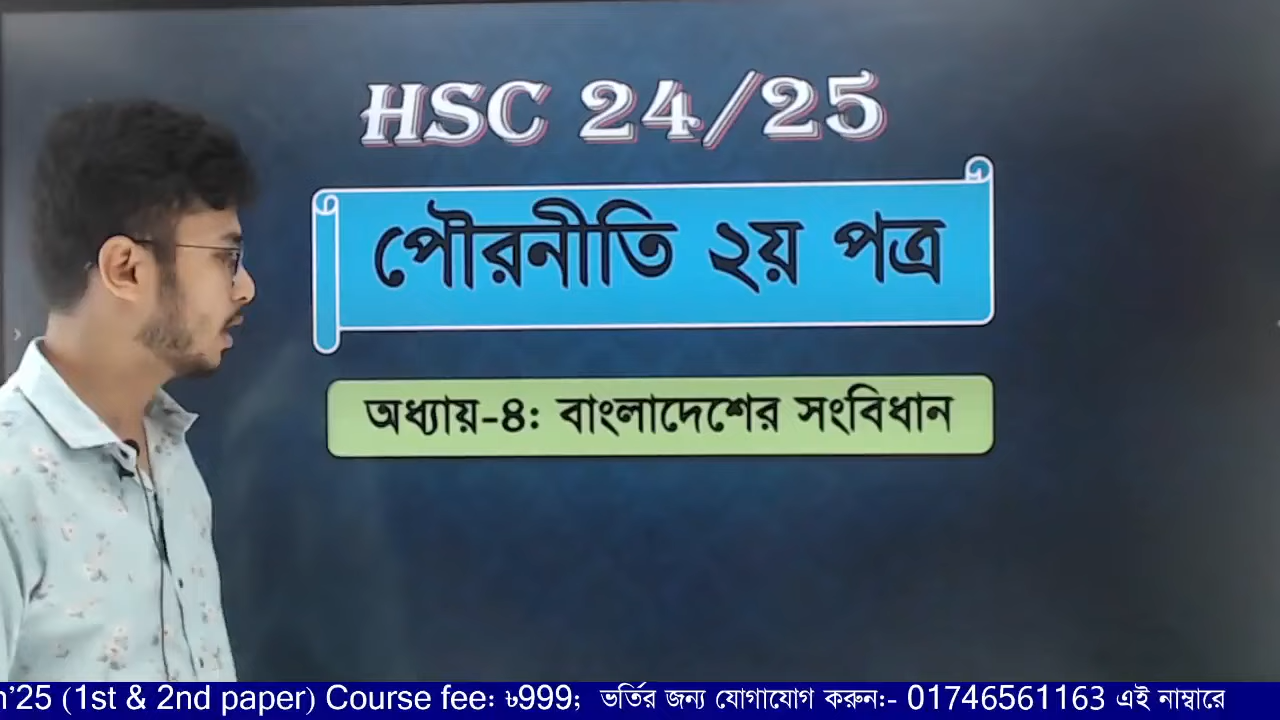 HSC 24/25
পৌরনীতি ২য় পত্র
অধ্যায়-৪: বাংলাদেশের সংবিধান
'25 (1st & 2nd paper) Course fee: ৳999; ভর্তির জন্য যোগাযোগ করুন:- 01746561163 এই নাম্বারে